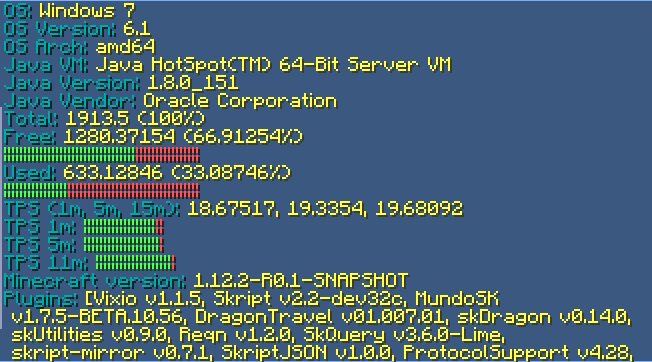 OS: Windows 7
OS Version: 6.1
OS Arch: amd64
Java VM: Java HotSpot(TM) 64-Bit Server VM
Java Version: 1.8.0_151
Java Vendor: Oracle Corporation
Total: 1913.5 (100%)
Free: 1280.37154 (66.91254%)
Used: 633.12846 (33.08746%)
TPS (1m, 5m, 15m): 18.67517, 19.3354, 19.68092
TPS 1m:
TPS 5m:
TPS 11m:
Minecraft version: 1.12.2-R0.1-SNAPSHOT
Plugins: [Vixio v1.1.5, Skript v2.2-dev32c, MundoSK
v1.7.5-BETA.10.56, DragonTravel v01.007.01, skDragon v0.14.0,
skUtilities v0.9.0, Reqn v1.2.0, SkQuery v3.6.0-Lime,
skript-mirror v0.7.1, SkriptJSON v1.0.0, ProtocolSupport v4.28,